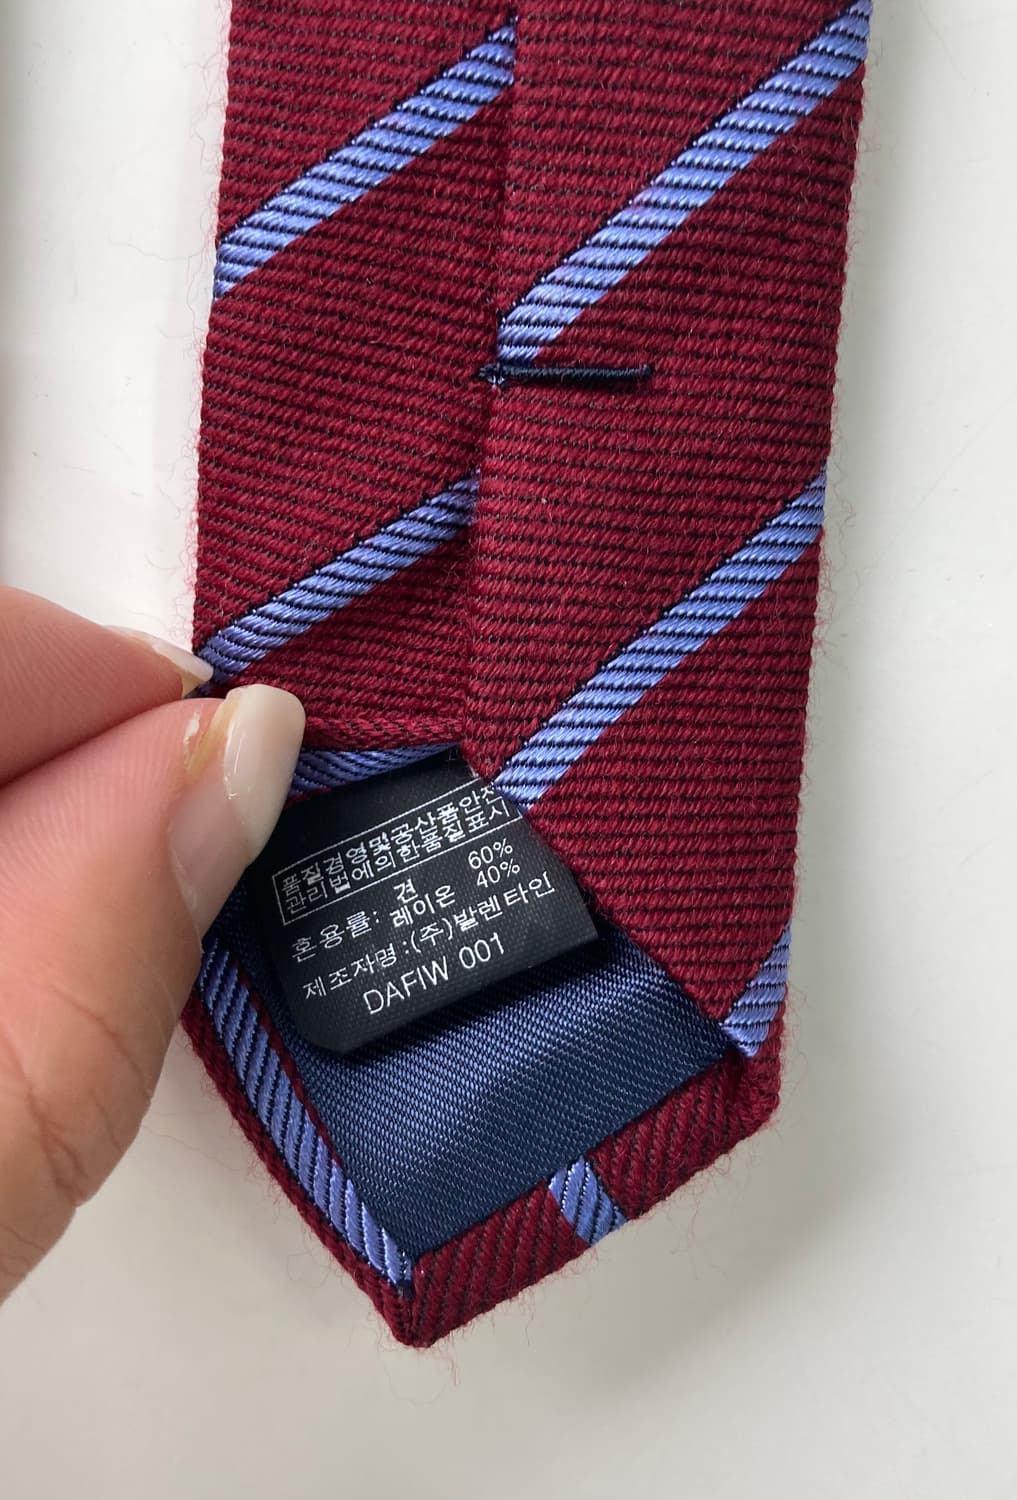 품질경영및공산품안전
관리법에의한품질표시
혼용률: 견 60%
레이온 40%
제조자명:(주)발렌타인
DAFIW 001